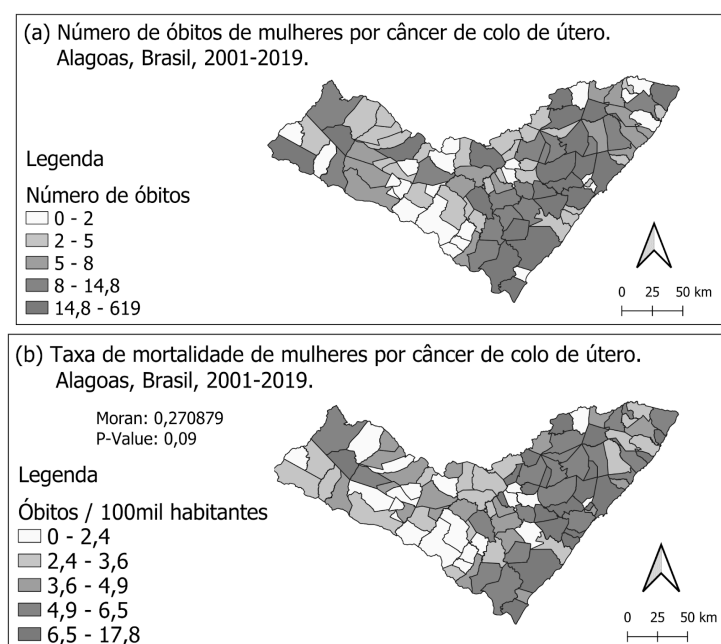 (a) Número de óbitos de mulheres por câncer de colo de útero.
Alagoas, Brasil, 2001-2019.
Legenda
Número de óbitos
0 - 2
2 - 5
5 - 8
8 - 14,8
14,8 - 619
0 25 50 km
(b) Taxa de mortalidade de mulheres por câncer de colo de útero.
Alagoas, Brasil, 2001-2019.
Moran: 0,270879
P-Value: 0,09
Legenda
Óbitos / 100mil habitantes
0 - 2,4
2,4 - 3,6
3,6 - 4,9
4,9 - 6,5
6,5 - 17,8
0 25 50 km